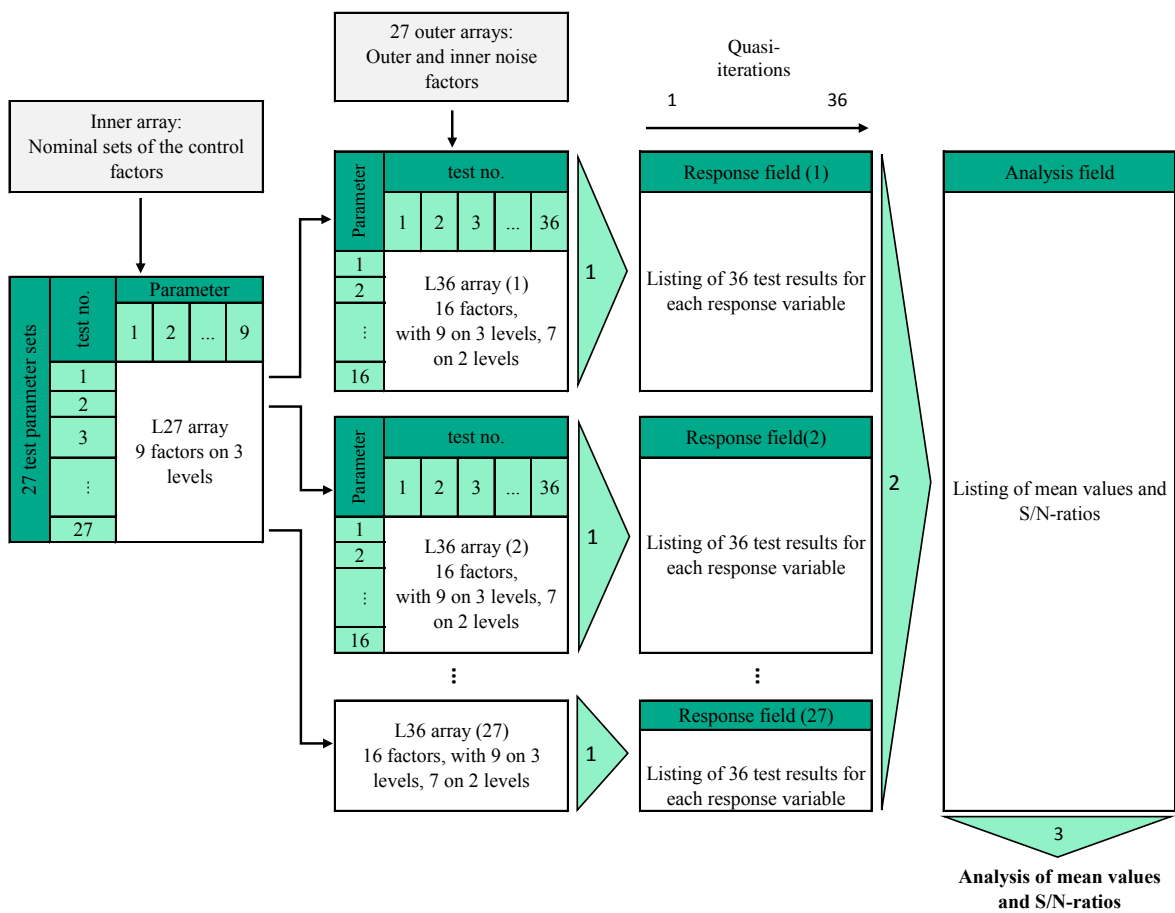 27 outer arrays:
Outer and inner noise
factors
Quasi-
iterations
1 36
Inner array:
Nominal sets of the control
factors
27 test parameter sets
test no.
Parameter
1 2 ... 9
1
2
3
...
27
L27 array
9 factors on 3
levels
Parameter
test no.
1 2 3 ... 36
1
2
...
16
L36 array (1)
16 factors,
with 9 on 3 levels, 7
on 2 levels
1
Response field (1)
Listing of 36 test results for
each response variable
Parameter
test no.
1 2 3 ... 36
1
2
...
16
L36 array (2)
16 factors,
with 9 on 3 levels, 7
on 2 levels
1
Response field(2)
Listing of 36 test results for
each response variable
...
...
L36 array (27)
16 factors, with 9 on 3
levels, 7 on 2 levels
1
Response field (27)
Listing of 36 test results for
each response variable
2
Analysis field
Listing of mean values and
S/N-ratios
3
Analysis of mean values
and S/N-ratios